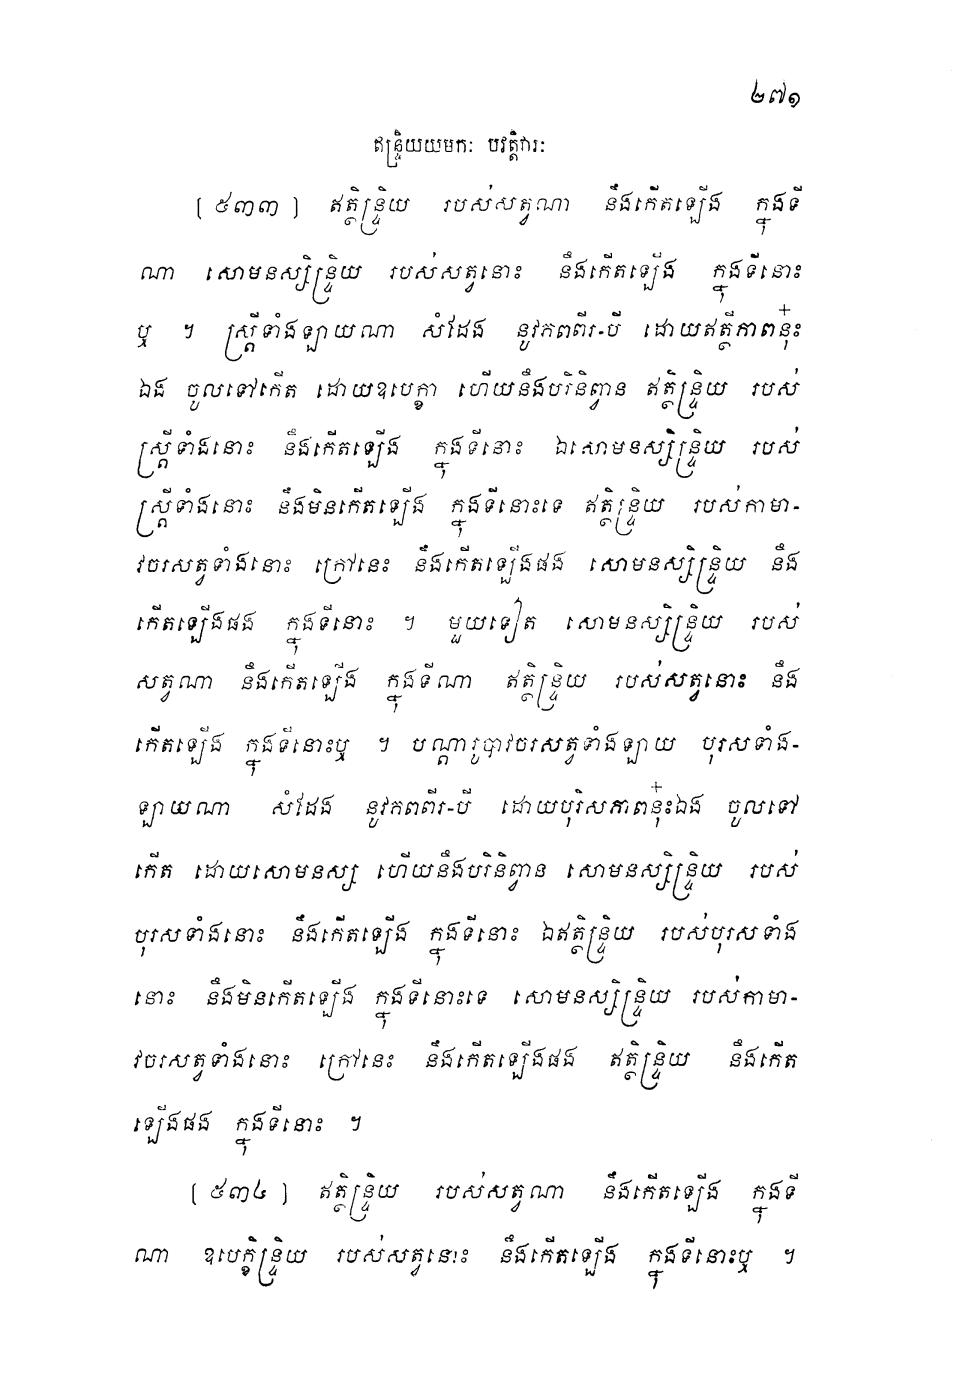 ២៧១
ឥន្ទ្រិយយមកៈ បវត្តិវារៈ
[ ៥៣៣ ] ឥត្ថិន្ទ្រិយ របស់សត្វណា នឹងកើតឡើង ក្នុងទី
ណា សោមនស្សិន្ទ្រិយ របស់សត្វនោះ នឹងកើតឡើង ក្នុងទីនោះ
ឬ ។ ស្រ្តីទាំងឡាយណា សំដែង នូវភពពីរ-បី ដោយឥត្ថីភាពនុ៎ះ
ឯង ចូលទៅកើត ដោយឧបេក្ខា ហើយនឹងបរិនិព្វាន ឥត្ថិន្ទ្រិយ របស់
ស្រ្តីទាំងនោះ នឹងកើតឡើង ក្នុងទីនោះ ឯសោមនស្សិន្ទ្រិយ របស់
ស្រ្តីទាំងនោះ នឹងមិនកើតឡើង ក្នុងទីនោះទេ ឥត្ថិន្ទ្រិយ របស់កាមា-
វចរសត្វទាំងនោះ ក្រៅនេះ នឹងកើតឡើងផង សោមនស្សិន្ទ្រិយ នឹង
កើតឡើងផង ក្នុងទីនោះ ។ មួយទៀត សោមនស្សិន្ទ្រិយ របស់
សត្វណា នឹងកើតឡើង ក្នុងទីណា ឥត្ថិន្ទ្រិយ របស់សត្វនោះ នឹង
កើតឡើង ក្នុងទីនោះឬ ។ បណ្តារូបាវចរសត្វទាំងឡាយ បុរសទាំង-
ឡាយណា សំដែង នូវភពពីរ-បី ដោយបុរិសភាពនុ៎ះឯង ចូលទៅ
កើត ដោយសោមនស្ស ហើយនឹងបរិនិព្វាន សោមនស្សិន្ទ្រិយ របស់
បុរសទាំងនោះ នឹងកើតឡើង ក្នុងទីនោះ ឯឥត្ថិន្ទ្រិយ របស់បុរសទាំង
នោះ នឹងមិនកើតឡើង ក្នុងទីនោះទេ សោមនស្សិន្ទ្រិយ របស់កាមា-
វចរសត្វទាំងនោះ ក្រៅនេះ នឹងកើតឡើងផង ឥត្ថិន្ទ្រិយ នឹងកើត
ឡើងផង ក្នុងទីនោះ ។
[ ៥៣៤ ] ឥត្ថិន្ទ្រិយ របស់សត្វណា នឹងកើតឡើង ក្នុងទី
ណា ឧបេក្ខិន្ទ្រិយ របស់សត្វនោះ នឹងកើតឡើង ក្នុងទីនោះឬ ។